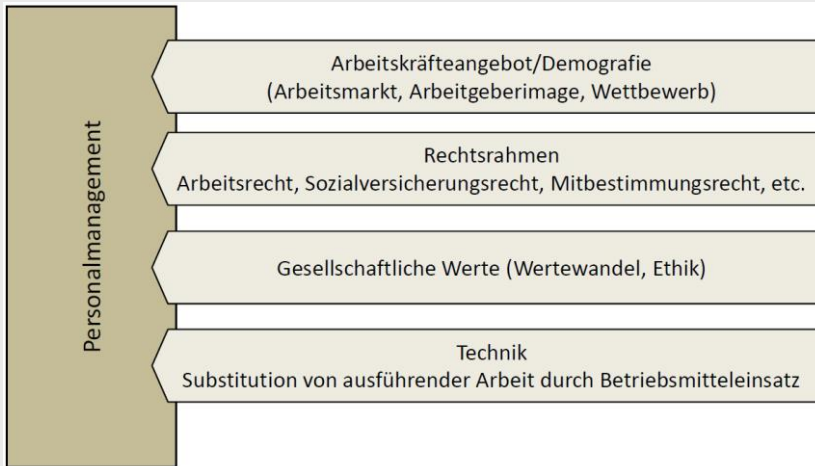 Personalmanagement
Arbeitskräfteangebot/Demografie
(Arbeitsmarkt, Arbeitgeberimage, Wettbewerb)
Rechtsrahmen
Arbeitsrecht, Sozialversicherungsrecht, Mitbestimmungsrecht, etc.
Gesellschaftliche Werte (Wertewandel, Ethik)
Technik
Substitution von ausführender Arbeit durch Betriebsmitteleinsatz